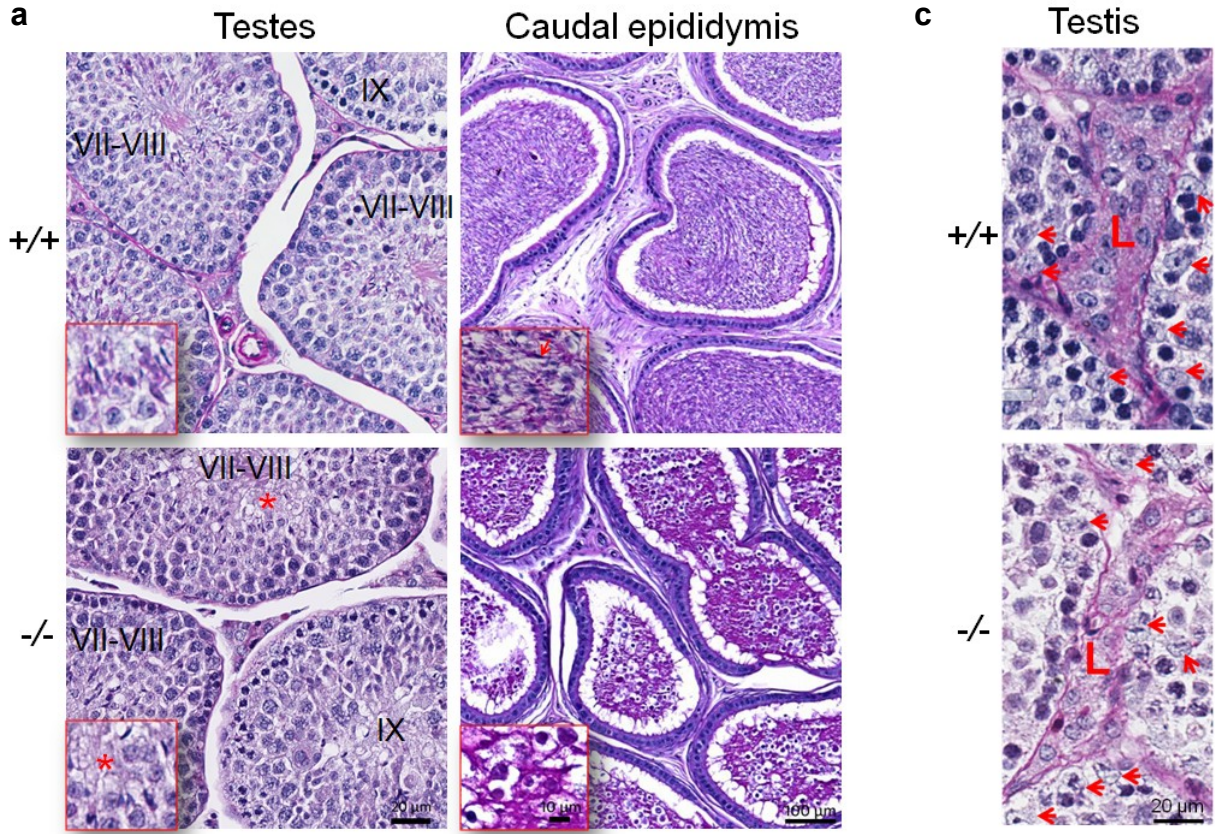 a
Testes
Caudal epididymis
c
Testis
IX
VII-VIII
VII-VIII
+/+
+/+
L
VII-VIII
*
-/-
VII-VIII
-/-
L
IX
*
20 µm
10 µm
100 µm
20 µm